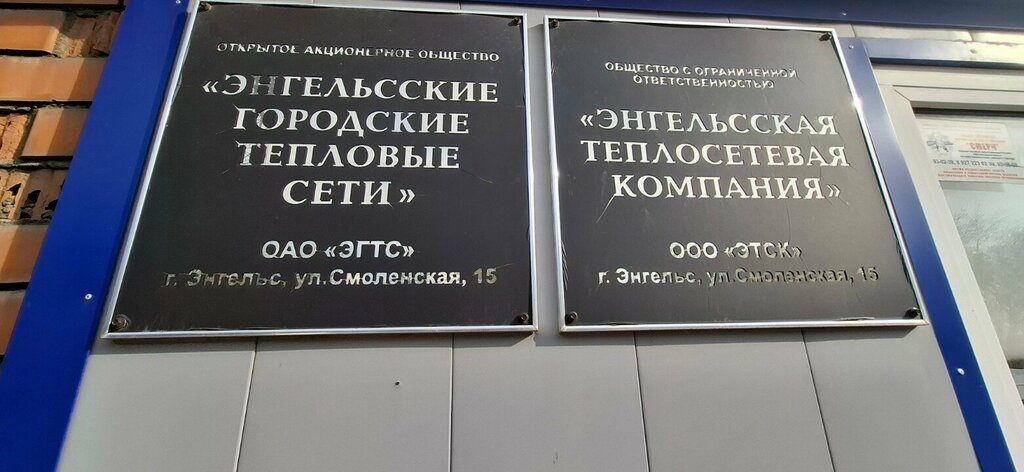 ОТКРЫТОЕ АКЦИОНЕРНОЕ ОБЩЕСТВО
«ЭНГЕЛЬССКИЕ
ГОРОДСКИЕ
ТЕПЛОВЫЕ
СЕТИ»
ОАО «ЭГТС»
г. Энгельс, ул.Смоленская, 15
ОБЩЕСТВО С ОГРАНИЧЕННОЙ
ОТВЕТСТВЕННОСТЬЮ
«ЭНГЕЛЬССКАЯ
ТЕПЛОСЕТЕВАЯ
КОМПАНИЯ»
ООО «ЭТСК»
г. Энгельс, ул.Смоленская, 15